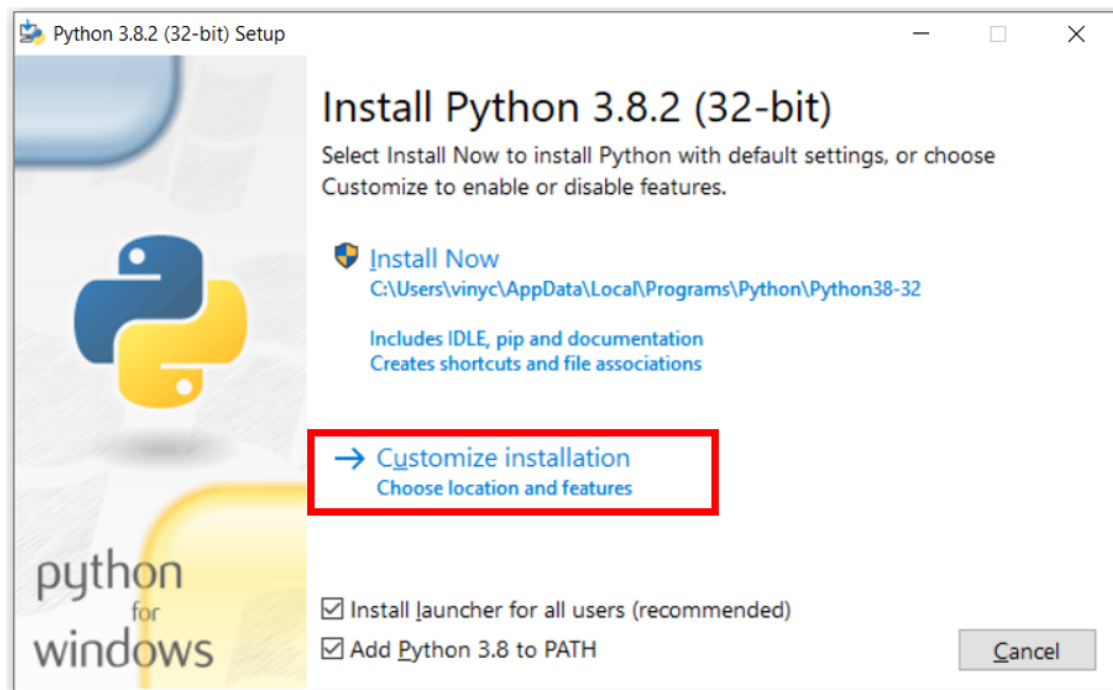 Python 3.8.2 (32-bit) Setup
Install Python 3.8.2 (32-bit)
Select Install Now to install Python with default settings, or choose
Customize to enable or disable features.
Install Now
C:\Users\vinyc\AppData\Local\Programs\Python\Python38-32
Includes IDLE, pip and documentation
Creates shortcuts and file associations
Customize installation
Choose location and features
python
for
windows
Install launcher for all users (recommended)
Add Python 3.8 to PATH
Cancel